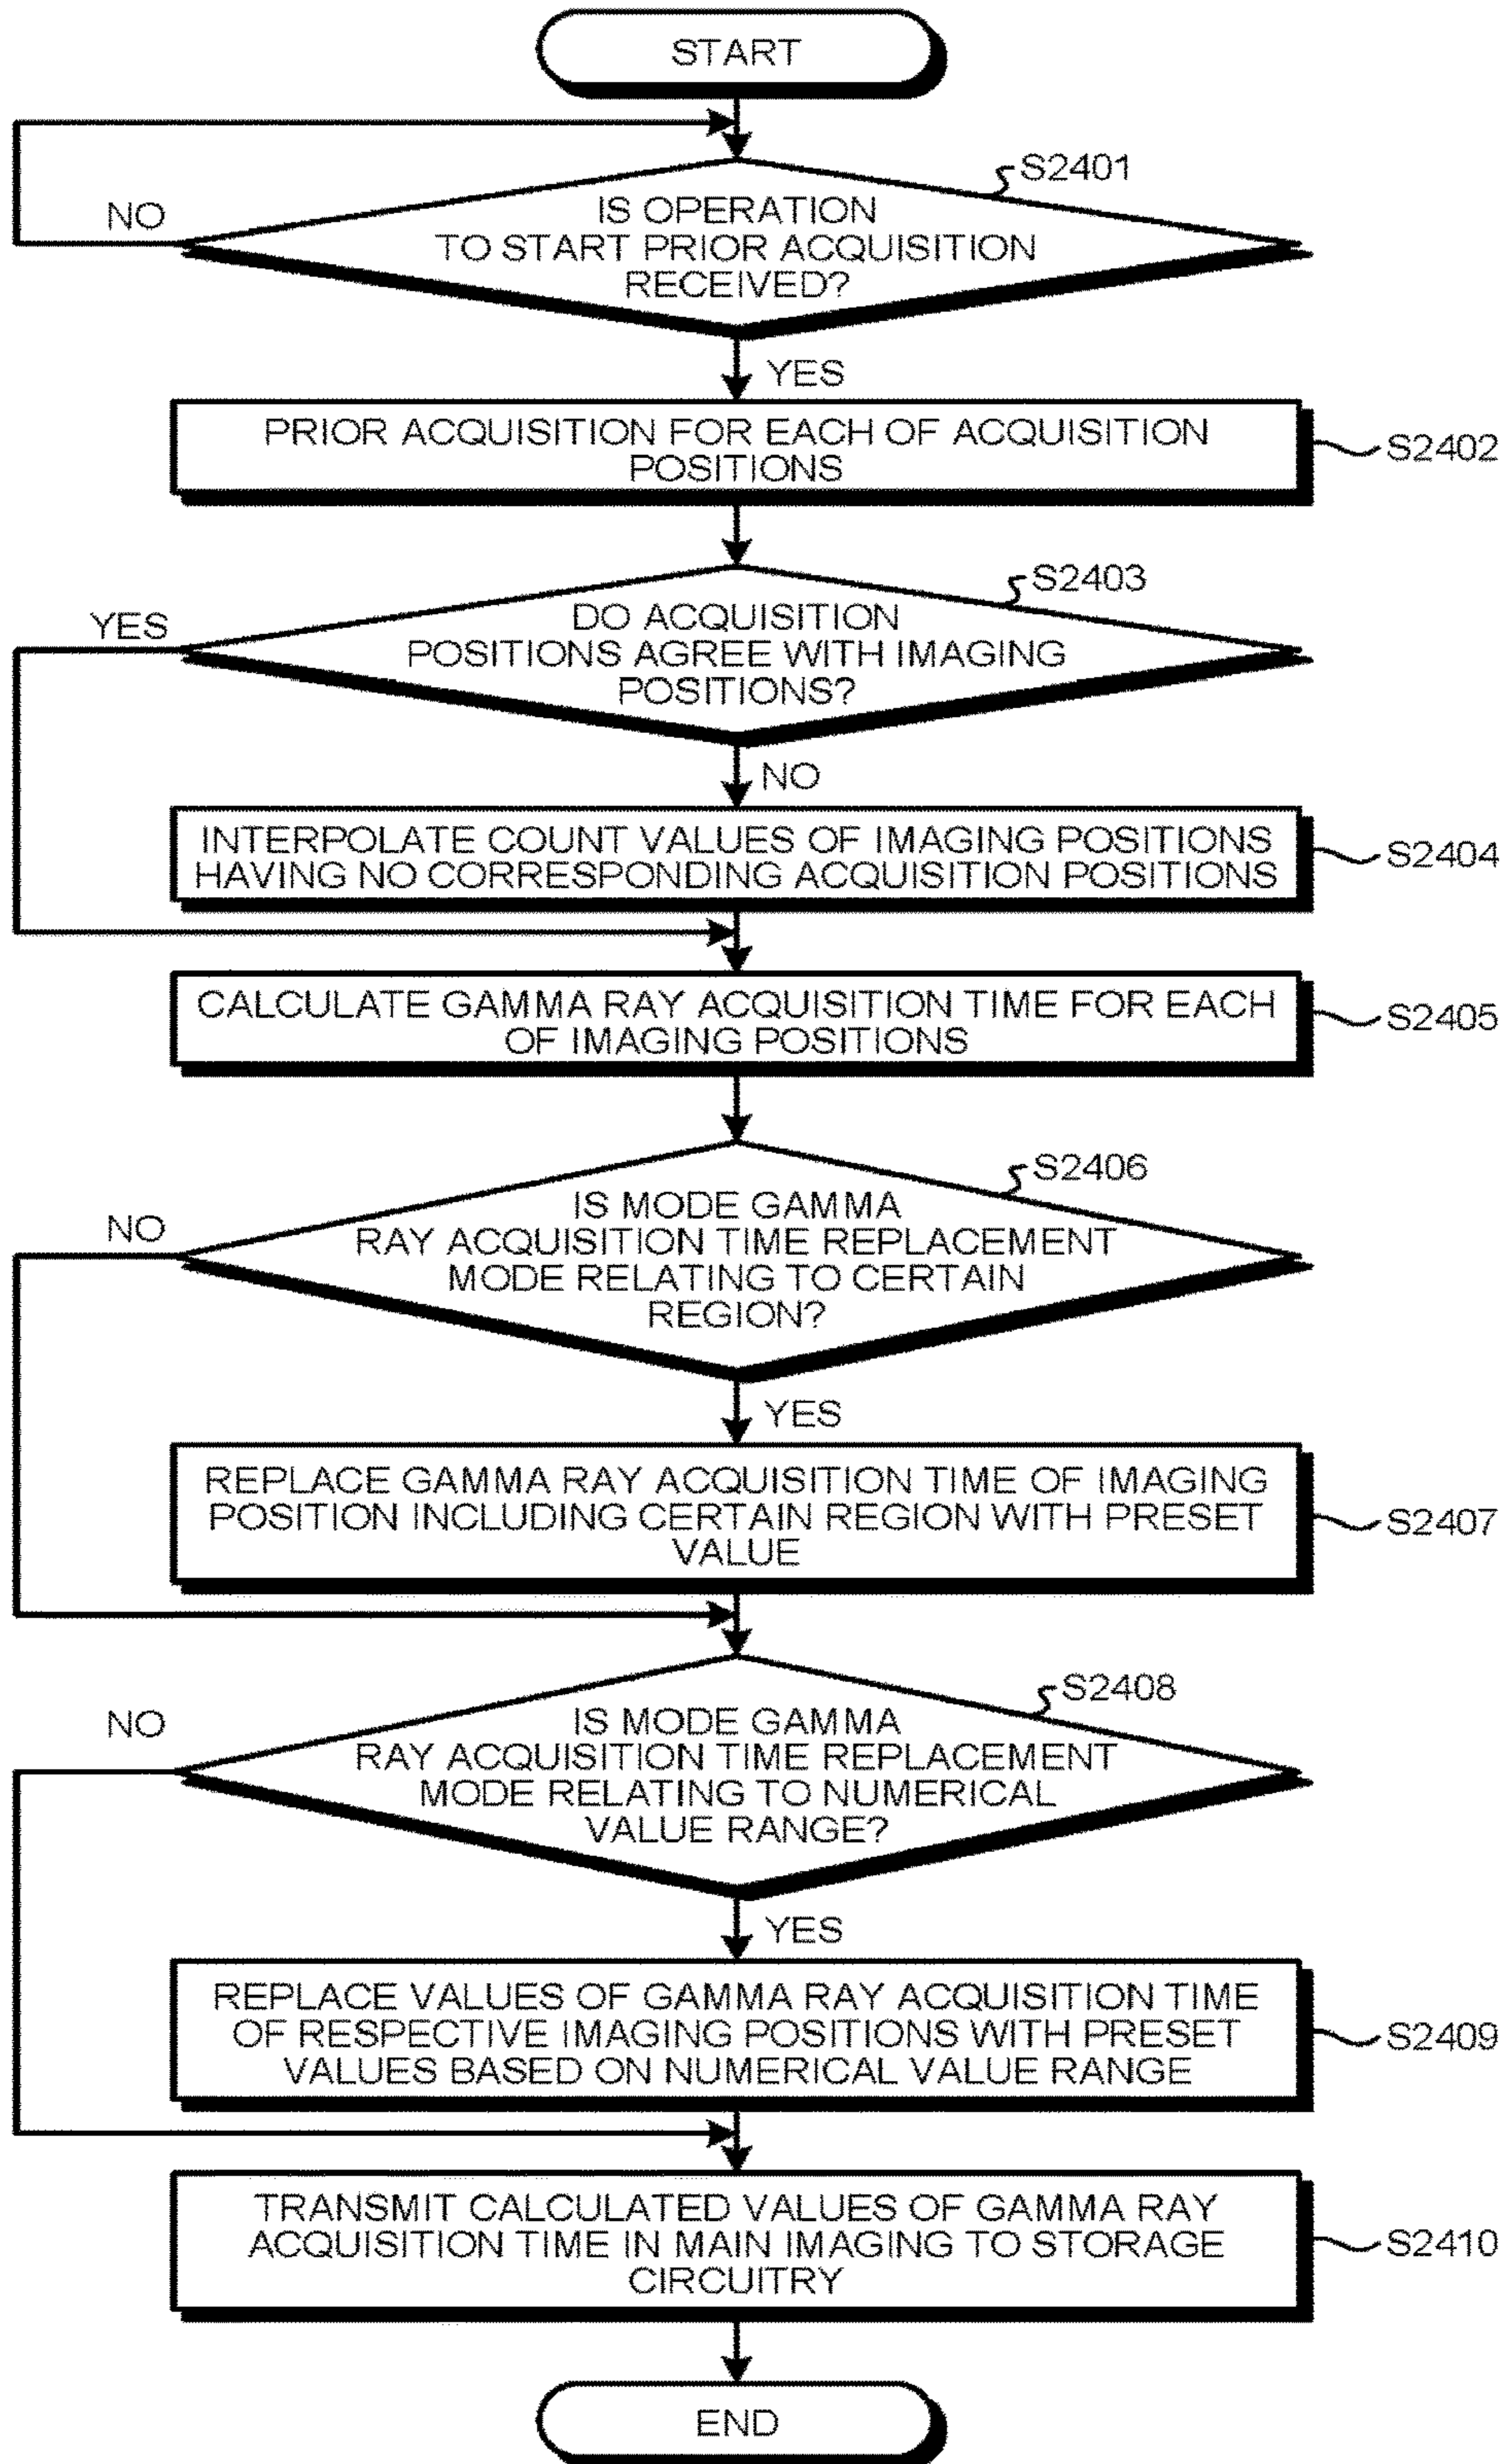 START
S2401
NO
IS OPERATION
TO START PRIOR ACQUISITION
RECEIVED?
YES
PRIOR ACQUISITION FOR EACH OF ACQUISITION
POSITIONS
S2402
S2403
YES
DO ACQUISITION
POSITIONS AGREE WITH IMAGING
POSITIONS?
NO
INTERPOLATE COUNT VALUES OF IMAGING POSITIONS
HAVING NO CORRESPONDING ACQUISITION POSITIONS
S2404
CALCULATE GAMMA RAY ACQUISITION TIME FOR EACH
OF IMAGING POSITIONS
S2405
S2406
NO
IS MODE GAMMA
RAY ACQUISITION TIME REPLACEMENT
MODE RELATING TO CERTAIN
REGION?
YES
REPLACE GAMMA RAY ACQUISITION TIME OF IMAGING
POSITION INCLUDING CERTAIN REGION WITH PRESET
VALUE
S2407
S2408
NO
IS MODE GAMMA
RAY ACQUISITION TIME REPLACEMENT
MODE RELATING TO NUMERICAL
VALUE RANGE?
YES
REPLACE VALUES OF GAMMA RAY ACQUISITION TIME
OF RESPECTIVE IMAGING POSITIONS WITH PRESET
VALUES BASED ON NUMERICAL VALUE RANGE
S2409
TRANSMIT CALCULATED VALUES OF GAMMA RAY
ACQUISITION TIME IN MAIN IMAGING TO STORAGE
CIRCUITRY
S2410
END